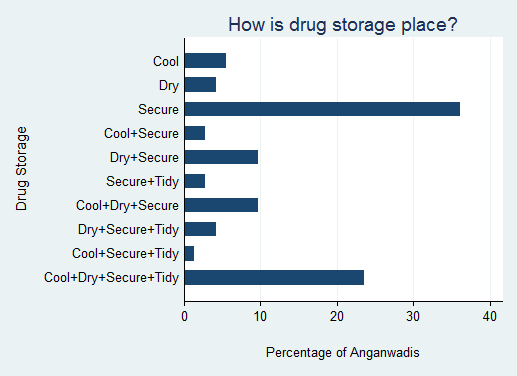 How is drug storage place?
Drug Storage
Cool
Dry
Secure
Cool+Secure
Dry+Secure
Secure+Tidy
Cool+Dry+Secure
Dry+Secure+Tidy
Cool+Secure+Tidy
Cool+Dry+Secure+Tidy
0 10 20 30 40
Percentage of Anganwadis